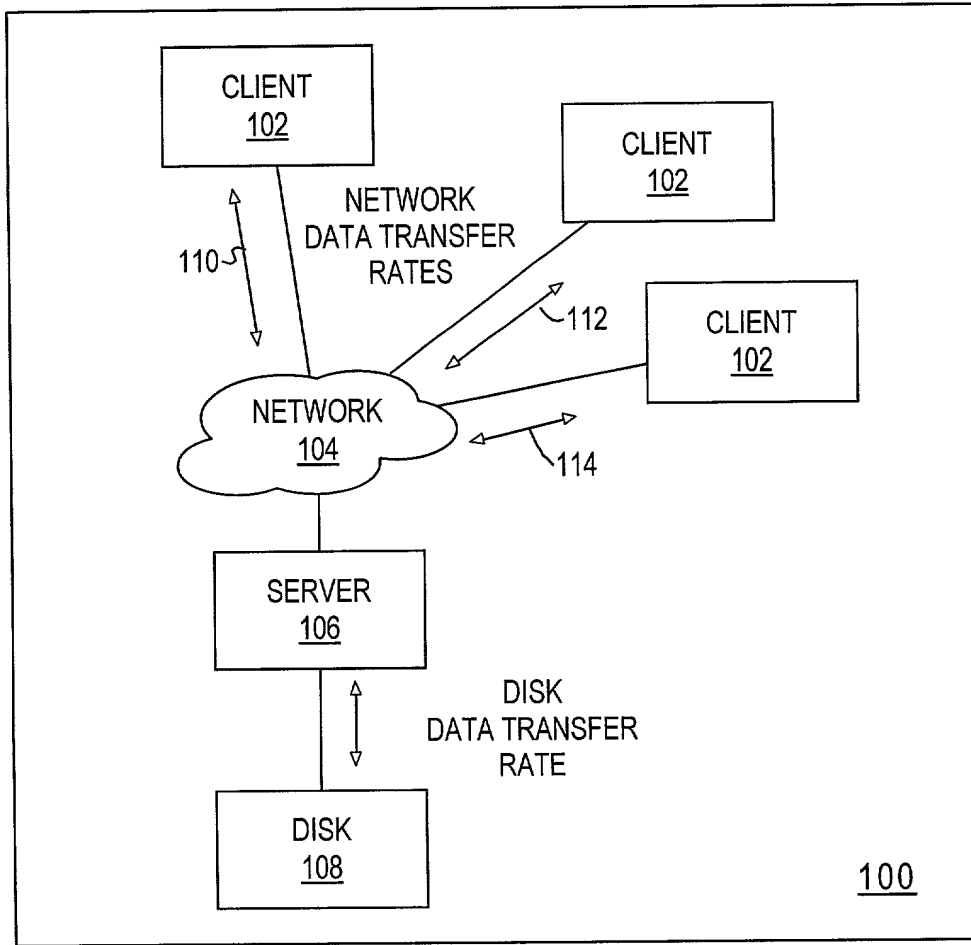 CLIENT
102
CLIENT
102
NETWORK
DATA TRANSFER
RATES
110
112
CLIENT
102
NETWORK
104
114
SERVER
106
DISK
DATA TRANSFER
RATE
DISK
108
100